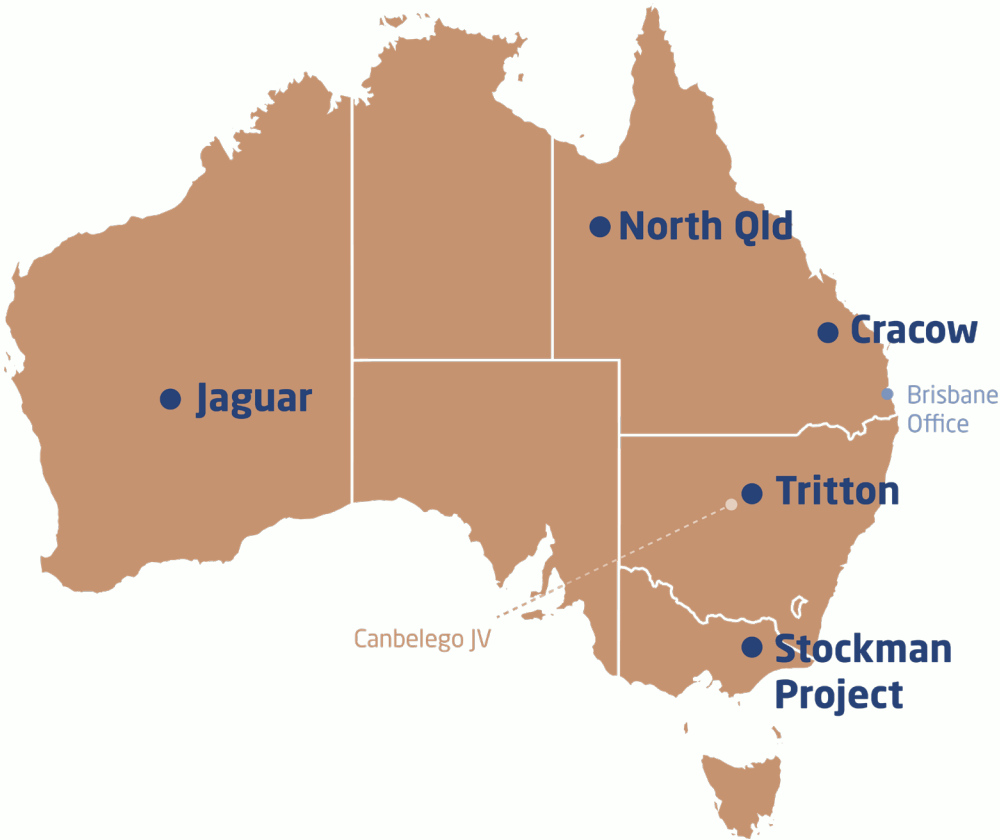 North Qld
Cracow
Jaguar
Brisbane
Office
Tritton
Canbelego JV
Stockman
Project